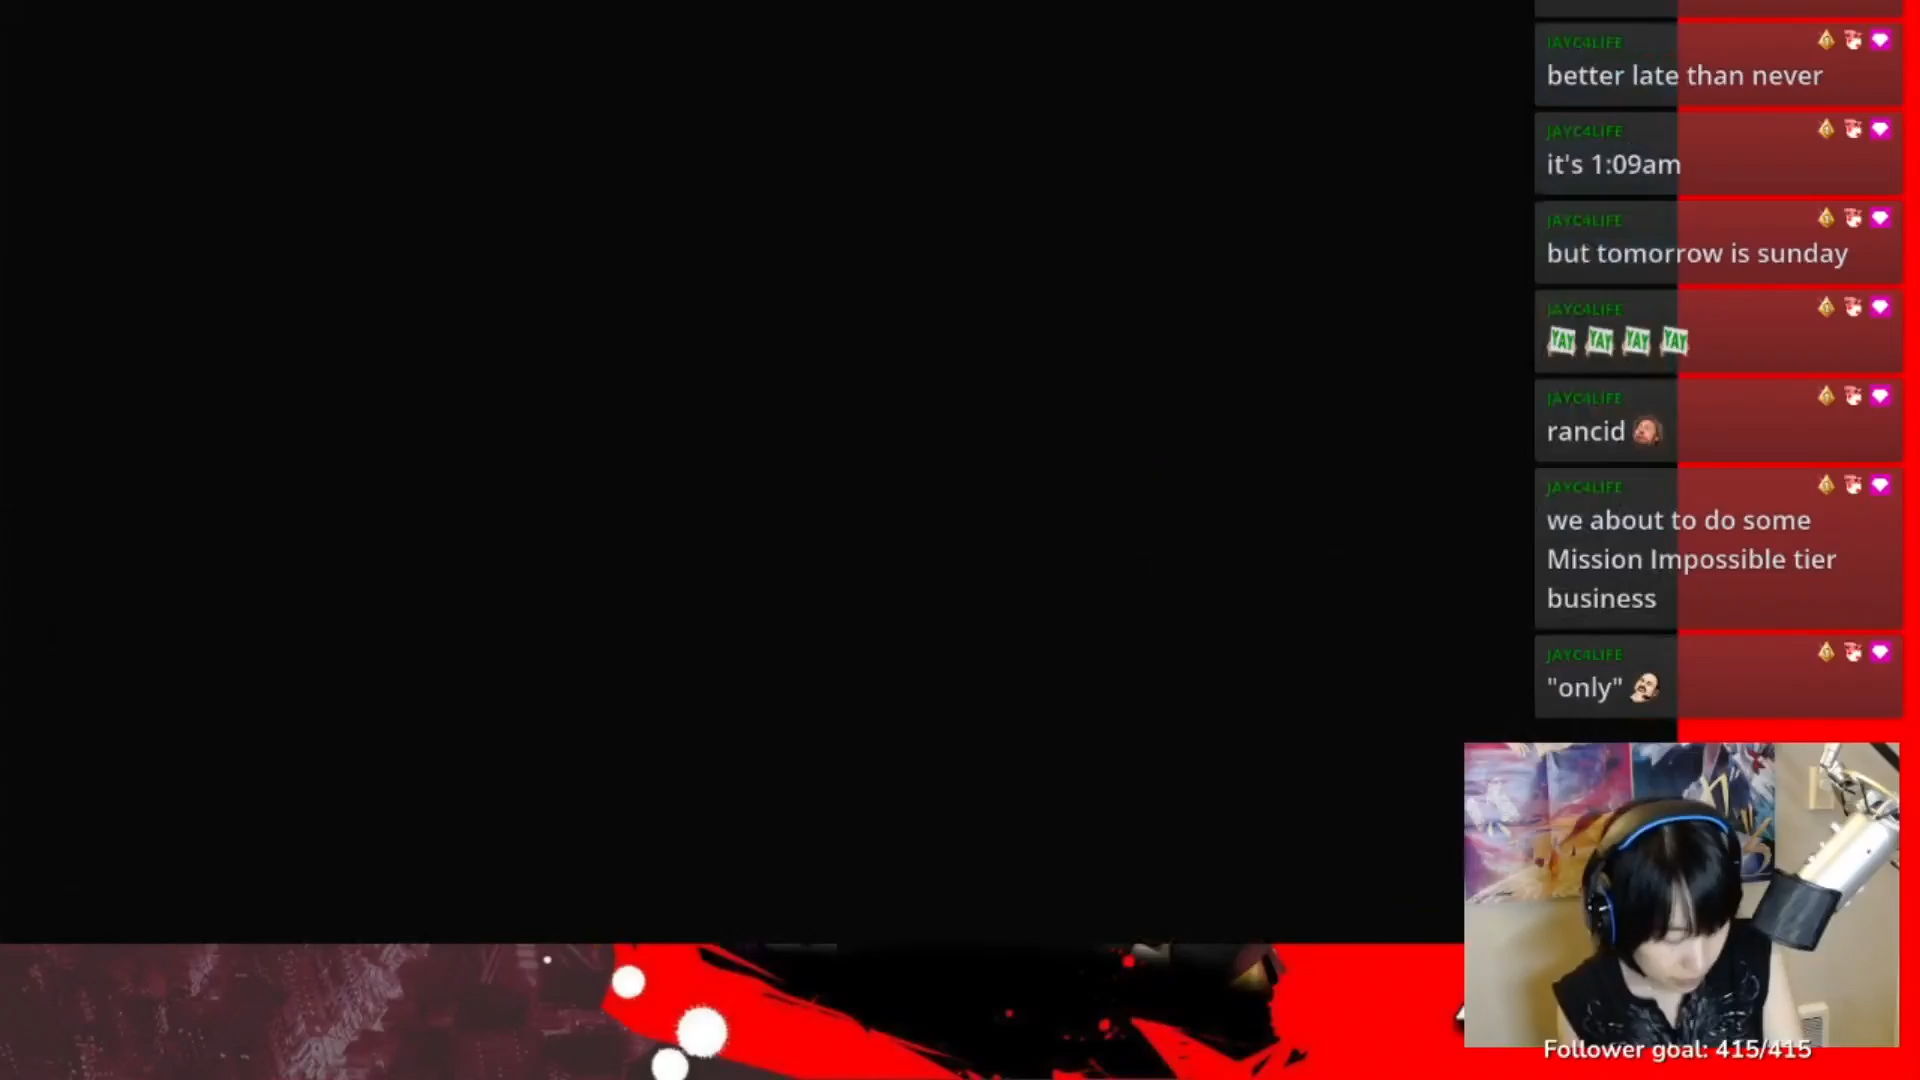 JAYC4LIFE
better late than never
JAYC4LIFE
it's 1:09am
JAYC4LIFE
but tomorrow is sunday
JAYC4LIFE
YAY YAY YAY YAY
JAYC4LIFE
rancid
JAYC4LIFE
we about to do some
Mission Impossible tier
business
JAYC4LIFE
"only"
Follower goal: 415/415